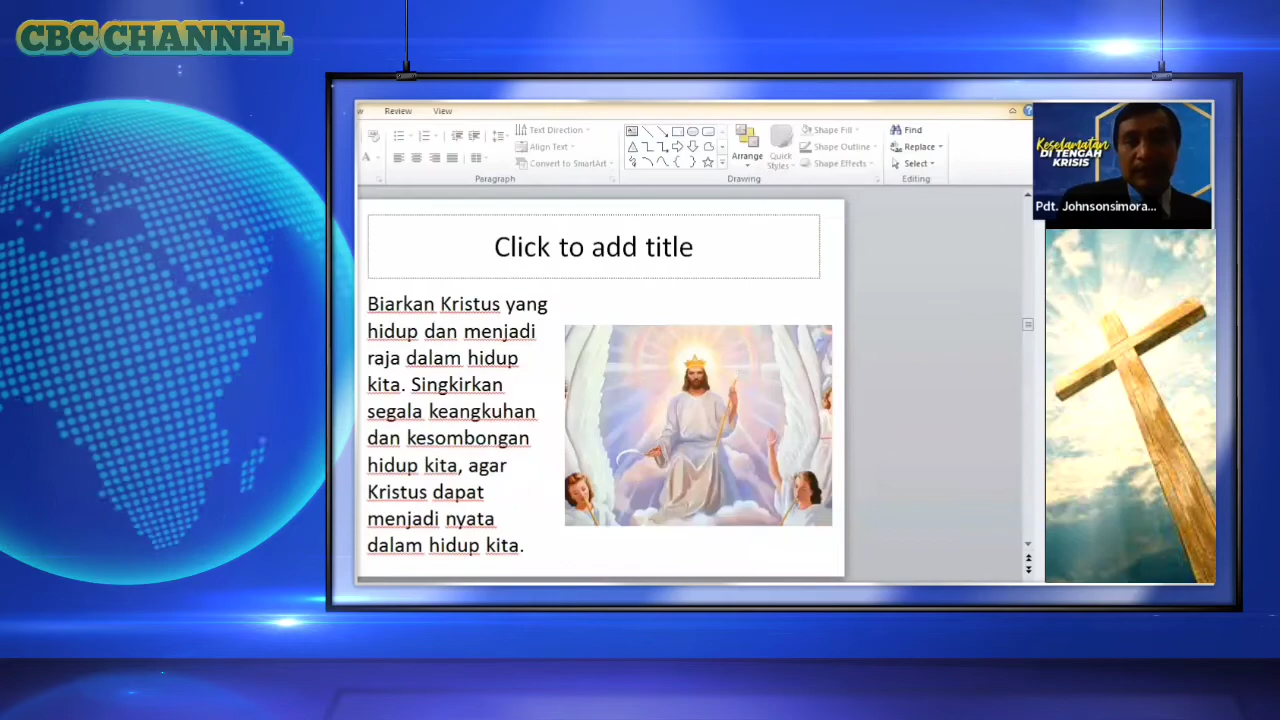 CBC CHANNEL
Review View
Text Direction
Align Text
Convert to SmartArt
Paragraph
Arrange
Quick
Styles
Shape Fill
Shape Outline
Shape Effects
Drawing
Find
Replace
Select
Editing
Keselamatan
DI TENGAH
KRISIS
Pdt. Johnsonsimora...
Click to add title
Biarkan Kristus yang
hidup dan menjadi
raja dalam hidup
kita. Singkirkan
segala keangkuhan
dan kesombongan
hidup kita, agar
Kristus dapat
menjadi nyata
dalam hidup kita.